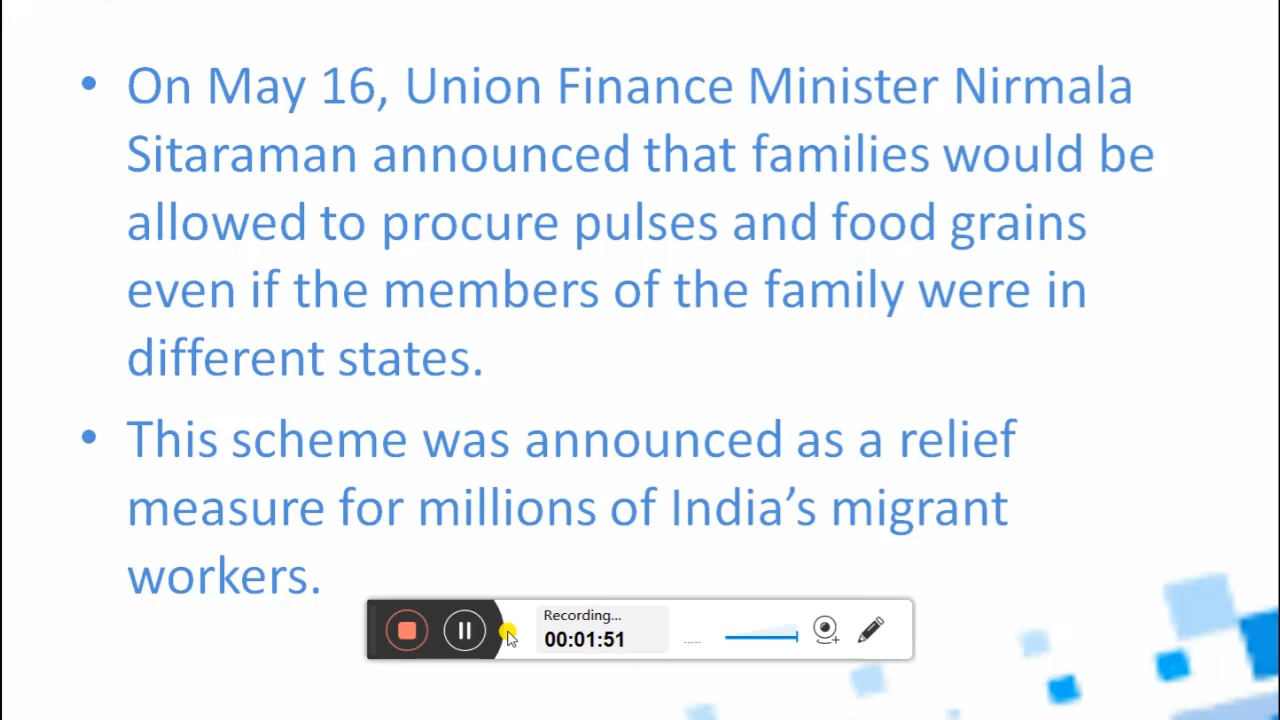 • On May 16, Union Finance Minister Nirmala
Sitaraman announced that families would be
allowed to procure pulses and food grains
even if the members of the family were in
different states.
• This scheme was announced as a relief
measure for millions of India’s migrant
workers.
Recording...
00:01:51